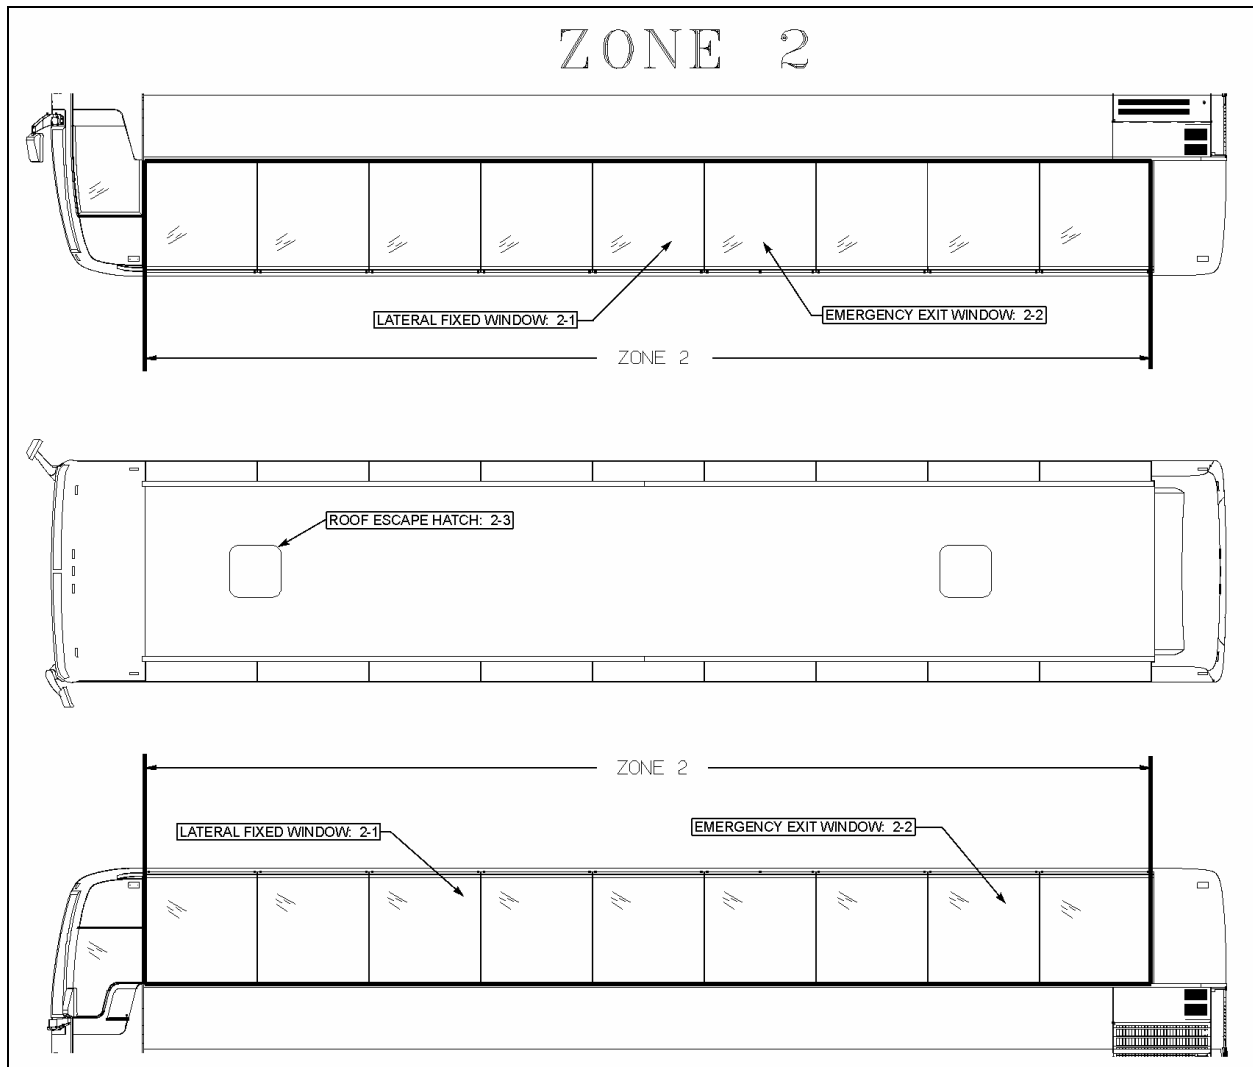 ZONE 2
LATERAL FIXED WINDOW: 2-1
EMERGENCY EXIT WINDOW: 2-2
ZONE 2
ROOF ESCAPE HATCH: 2-3
ZONE 2
LATERAL FIXED WINDOW: 2-1
EMERGENCY EXIT WINDOW: 2-2